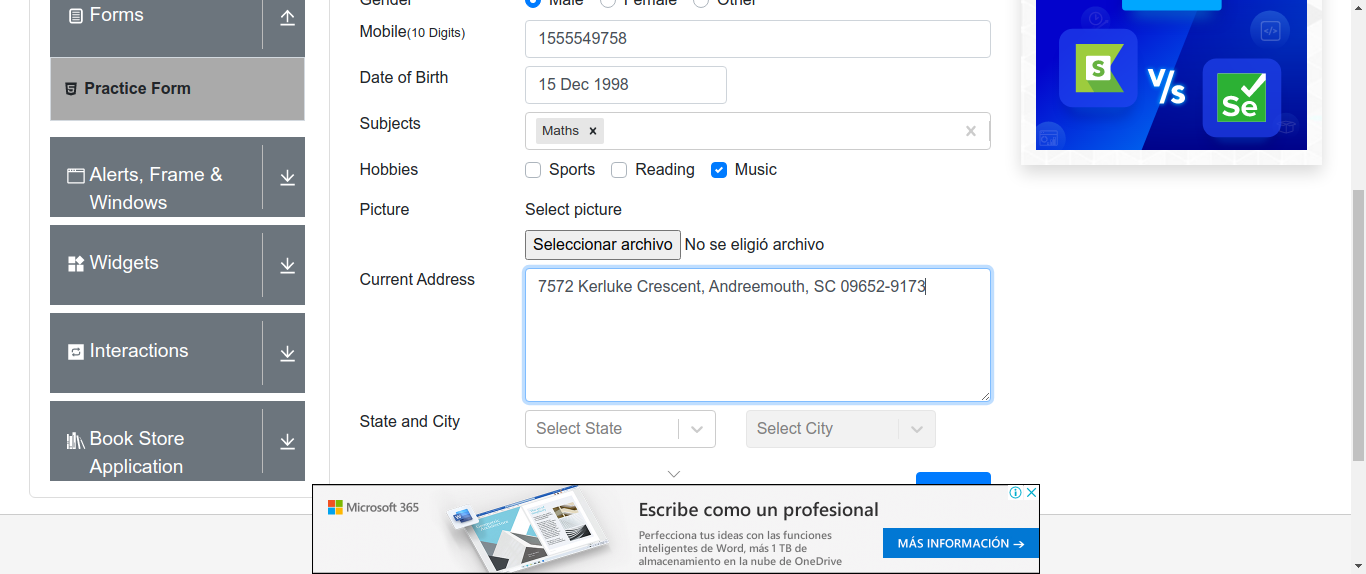 Forms
Practice Form
Alerts, Frame &
Windows
Widgets
Interactions
Book Store
Application
Gender
Male Female Other
Mobile(10 Digits)
1555549758
Date of Birth
15 Dec 1998
Subjects
Maths
Hobbies
Sports Reading Music
Picture
Select picture
Seleccionar archivo No se eligió archivo
Current Address
7572 Kerluke Crescent, Andreemouth, SC 09652-9173
State and City
Select State
Select City
S
V/s
Se
Microsoft 365
Escribe como un profesional
Perfecciona tus ideas con las funciones
inteligentes de Word, más 1 TB de
almacenamiento en la nube de OneDrive
MÁS INFORMACIÓN →